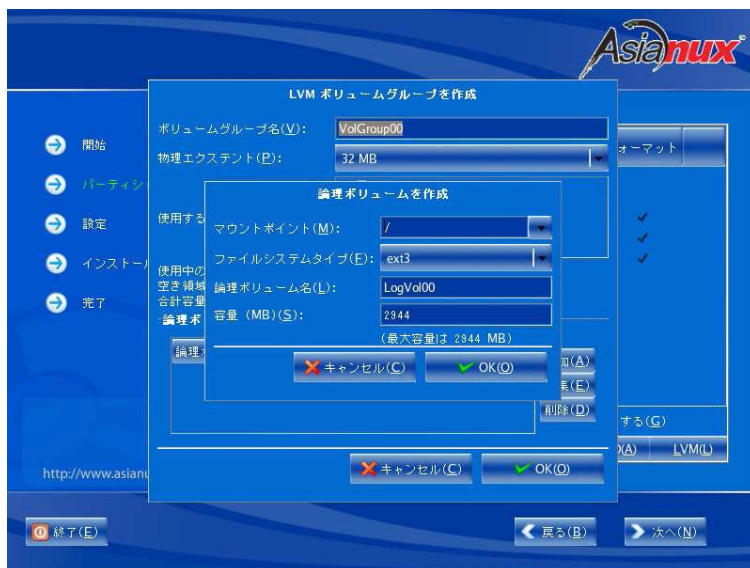 Asianux
LVM ボリュームグループを作成
ボリュームグループ名(V):
VolGroup00
物理エクステント(P):
32 MB
ォーマット
開始
パーティシ
設定
インストー
完了
使用する
論理ボリュームを作成
マウントポイント(M):
/
ファイルシステムタイプ(F):
ext3
論理ボリューム名(L):
LogVol00
容量 (MB)(S):
2944
(最大容量は 2944 MB)
キャンセル(C)
OK(O)
使用中の
空き領域
合計容量
論理ボ
論理
(A)
(E)
削除(D)
する(G)
(A)
LVM(L)
キャンセル(C)
OK(O)
http://www.asianu
終了(E)
戻る(B)
次へ(N)